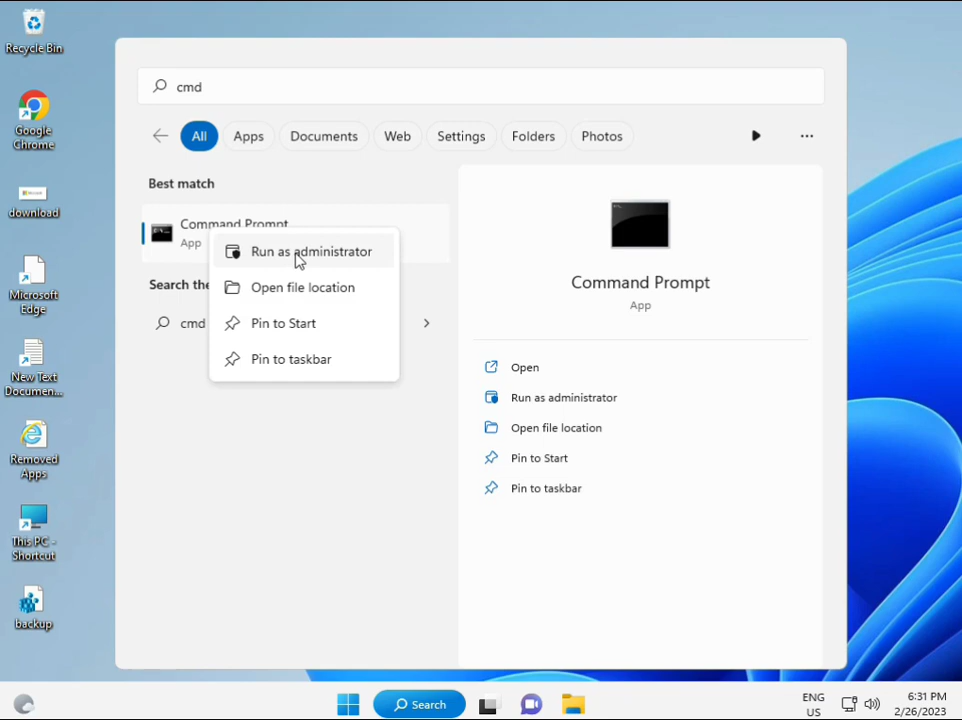 Recycle Bin
Google
Chrome
download
Microsoft
Edge
New Text
Documen...
Removed
Apps
This PC -
Shortcut
backup
cmd
All
Apps
Documents
Web
Settings
Folders
Photos
Best match
Command Prompt
App
Search the
cmd
Run as administrator
Open file location
Pin to Start
Pin to taskbar
Command Prompt
App
Open
Run as administrator
Open file location
Pin to Start
Pin to taskbar
Search
ENG
US
6:31 PM
2/26/2023